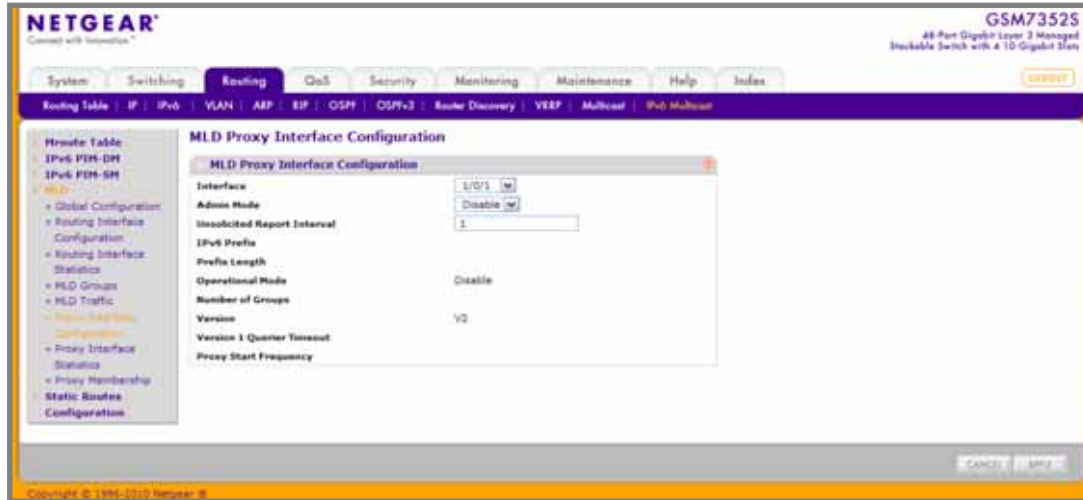 NETGEAR®
Connect with Innovation™
GSM7352S
48-Port Gigabit Layer 3 Managed
Stackable Switch with 4 10-Gigabit Slots
System Switching Routing QoS Security Monitoring Maintenance Help Index
LOGOUT
Routing Table | IP | IPv6 | VLAN | ARP | RIP | OSPF | OSPFv3 | Router Discovery | VRRP | Multicast | IPv6 Multicast
Mroute Table
IPv6 PIM-DM
IPv6 PIM-SM
MLD
» Global Configuration
» Routing Interface
Configuration
» Routing Interface
Statistics
» MLD Groups
» MLD Traffic
» Proxy Interface
Configuration
» Proxy Interface
Statistics
» Proxy Membership
Static Routes
Configuration
MLD Proxy Interface Configuration
MLD Proxy Interface Configuration
Interface 1/0/1
Admin Mode Disable
Unsolicited Report Interval 1
IPv6 Prefix
Prefix Length
Operational Mode Disable
Number of Groups
Version V2
Version 1 Querier Timeout
Proxy Start Frequency
CANCEL APPLY
Copyright © 1996-2010 Netgear ®